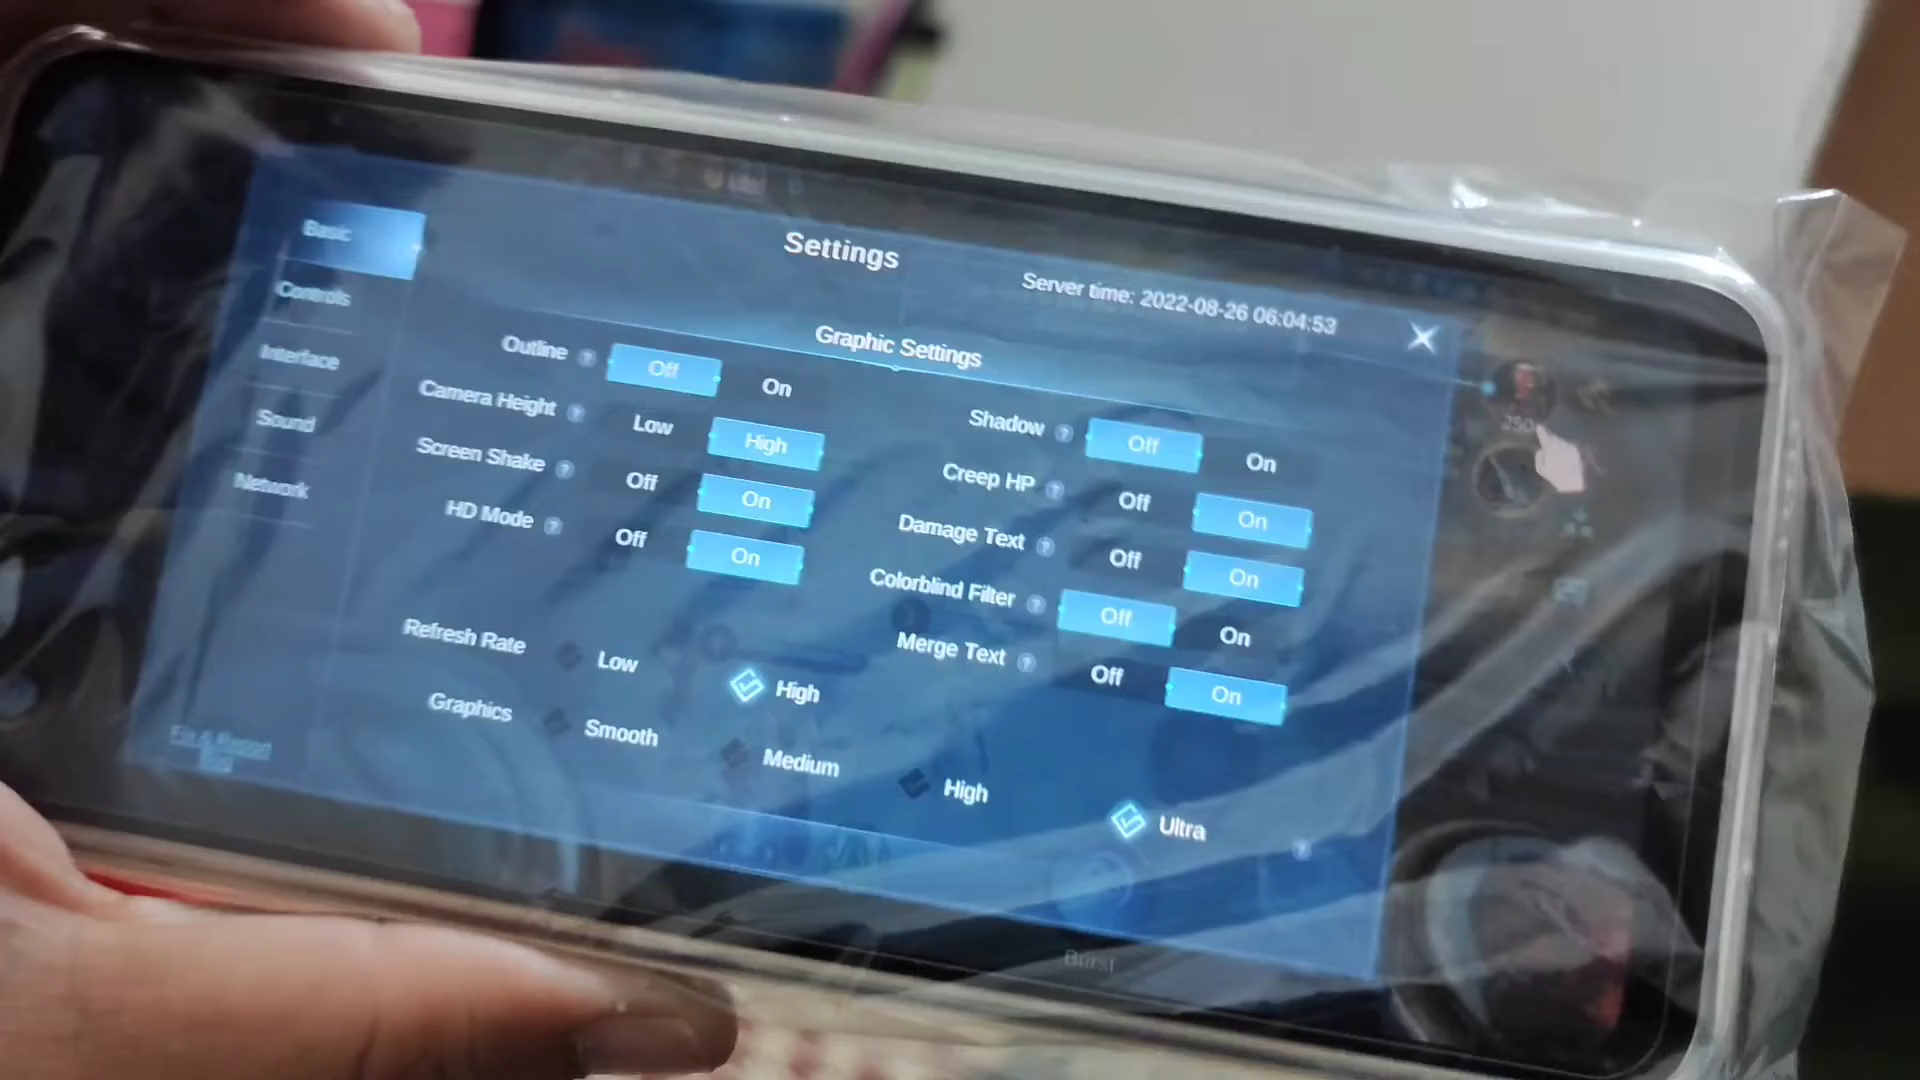 Settings
Server time: 2022-08-26 06:04:53
Basic
Controls
Interface
Sound
Network
Graphic Settings
Outline ? Off On
Camera Height ? Low High
Screen Shake ? Off On
HD Mode ? Off On
Shadow ? Off On
Creep HP ? Off On
Damage Text ? Off On
Colorblind Filter ? Off On
Merge Text ? Off On
Refresh Rate Low High
Graphics Smooth Medium High Ultra ?
Burst